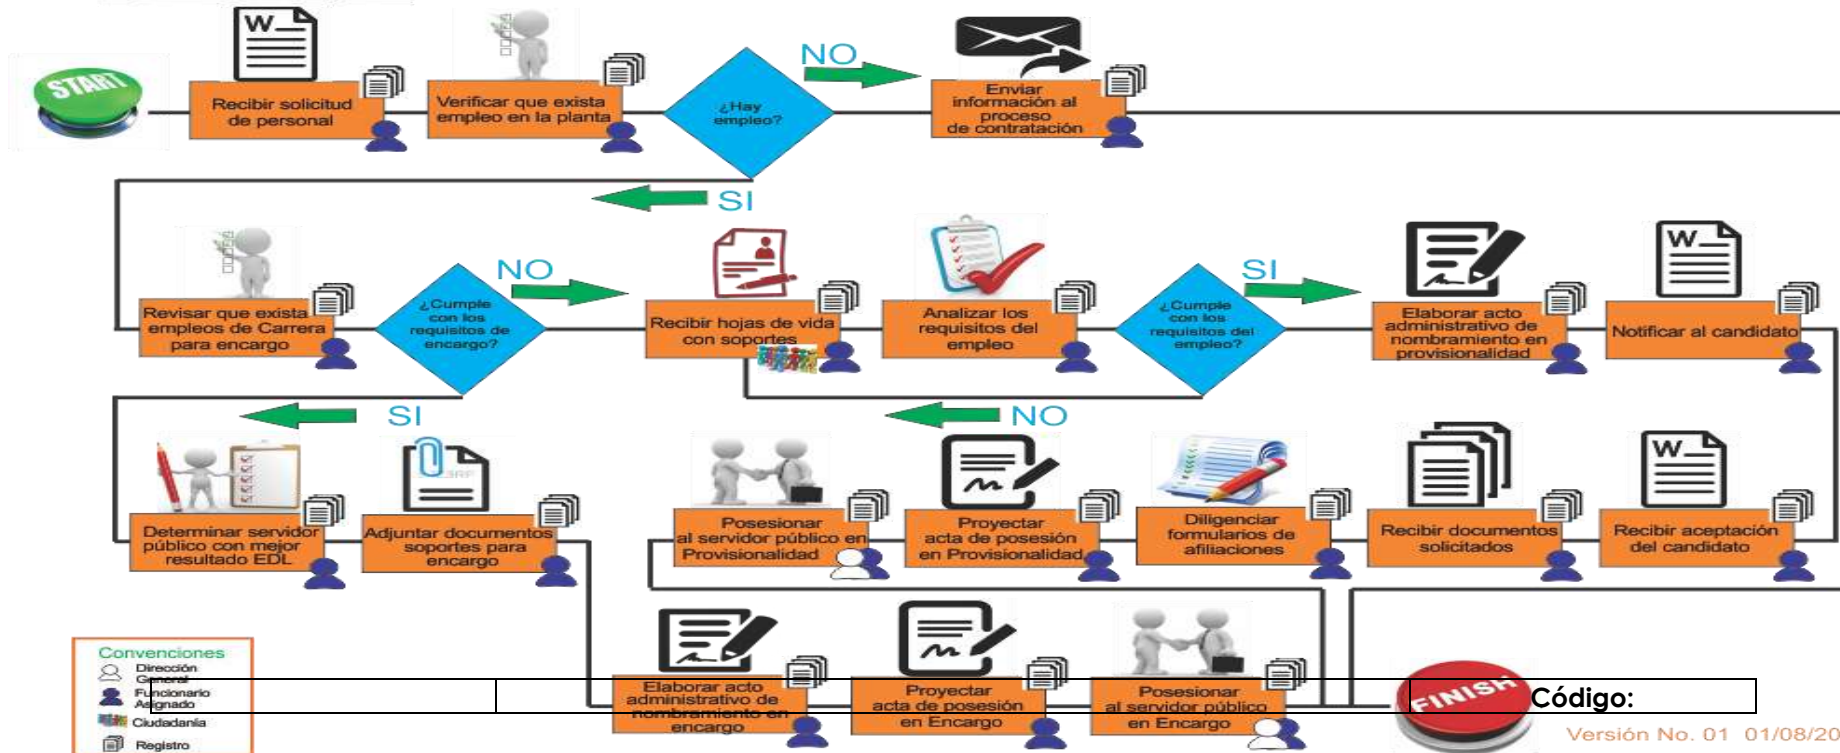 START
W
Recibir solicitud
de personal
Verificar que exista
empleo en la planta
¿Hay
empleo?
NO
Enviar
información al
proceso
de contratación
SI
Revisar que exista
empleos de Carrera
para encargo
¿Cumple
con los
requisitos de
encargo?
NO
Recibir hojas de vida
con soportes
Analizar los
requisitos del
empleo
¿Cumple
con los
requisitos del
empleo?
SI
Elaborar acto
administrativo de
nombramiento en
provisionalidad
W
Notificar al candidato
SI
NO
Determinar servidor
público con mejor
resultado EDL
Adjuntar documentos
soportes para
encargo
Posesionar
al servidor público en
Provisionalidad
Proyectar
acta de posesión
en Provisionalidad
Diligenciar
formularios de
afiliaciones
Recibir documentos
solicitados
W
Recibir aceptación
del candidato
Convenciones
Dirección
General
Funcionario
Asignado
Ciudadanía
Registro
Elaborar acto
administrativo de
nombramiento en
encargo
Proyectar
acta de posesión
en Encargo
Posesionar
al servidor público
en Encargo
FINISH
Código:
Versión No. 01 01/08/20